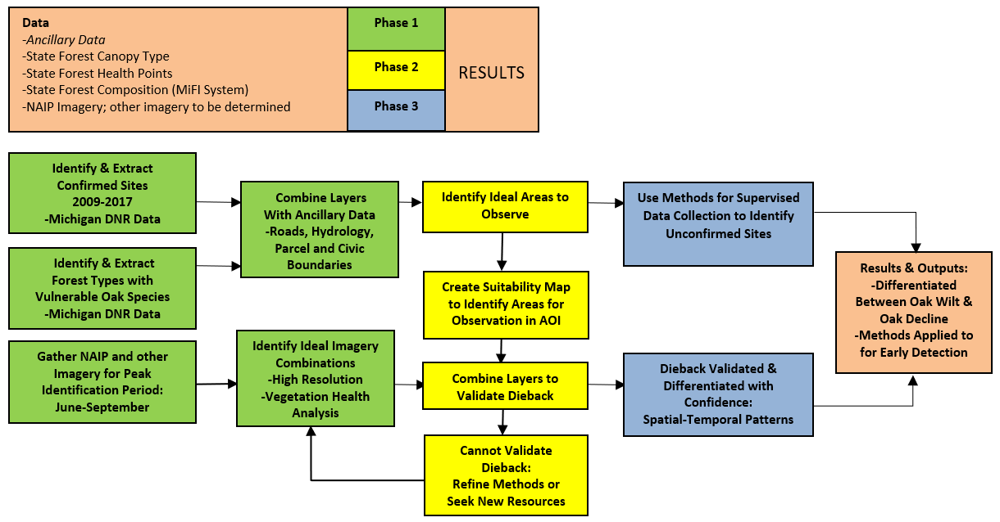 Data
-Ancillary Data
-State Forest Canopy Type
-State Forest Health Points
-State Forest Composition (MiFI System)
-NAIP Imagery; other imagery to be determined
Phase 1
Phase 2
Phase 3
RESULTS
Identify & Extract
Confirmed Sites
2009-2017
-Michigan DNR Data
Identify & Extract
Forest Types with
Vulnerable Oak Species
-Michigan DNR Data
Gather NAIP and other
Imagery for Peak
Identification Period:
June-September
Combine Layers
With Ancillary Data
-Roads, Hydrology,
Parcel and Civic
Boundaries
Identify Ideal Imagery
Combinations
-High Resolution
-Vegetation Health
Analysis
Identify Ideal Areas to
Observe
Create Suitability Map
to Identify Areas for
Observation in AOI
Combine Layers to
Validate Dieback
Cannot Validate
Dieback:
Refine Methods or
Seek New Resources
Use Methods for Supervised
Data Collection to Identify
Unconfirmed Sites
Dieback Validated &
Differentiated with
Confidence:
Spatial-Temporal Patterns
Results & Outputs:
-Differentiated
Between Oak Wilt &
Oak Decline
-Methods Applied to
for Early Detection